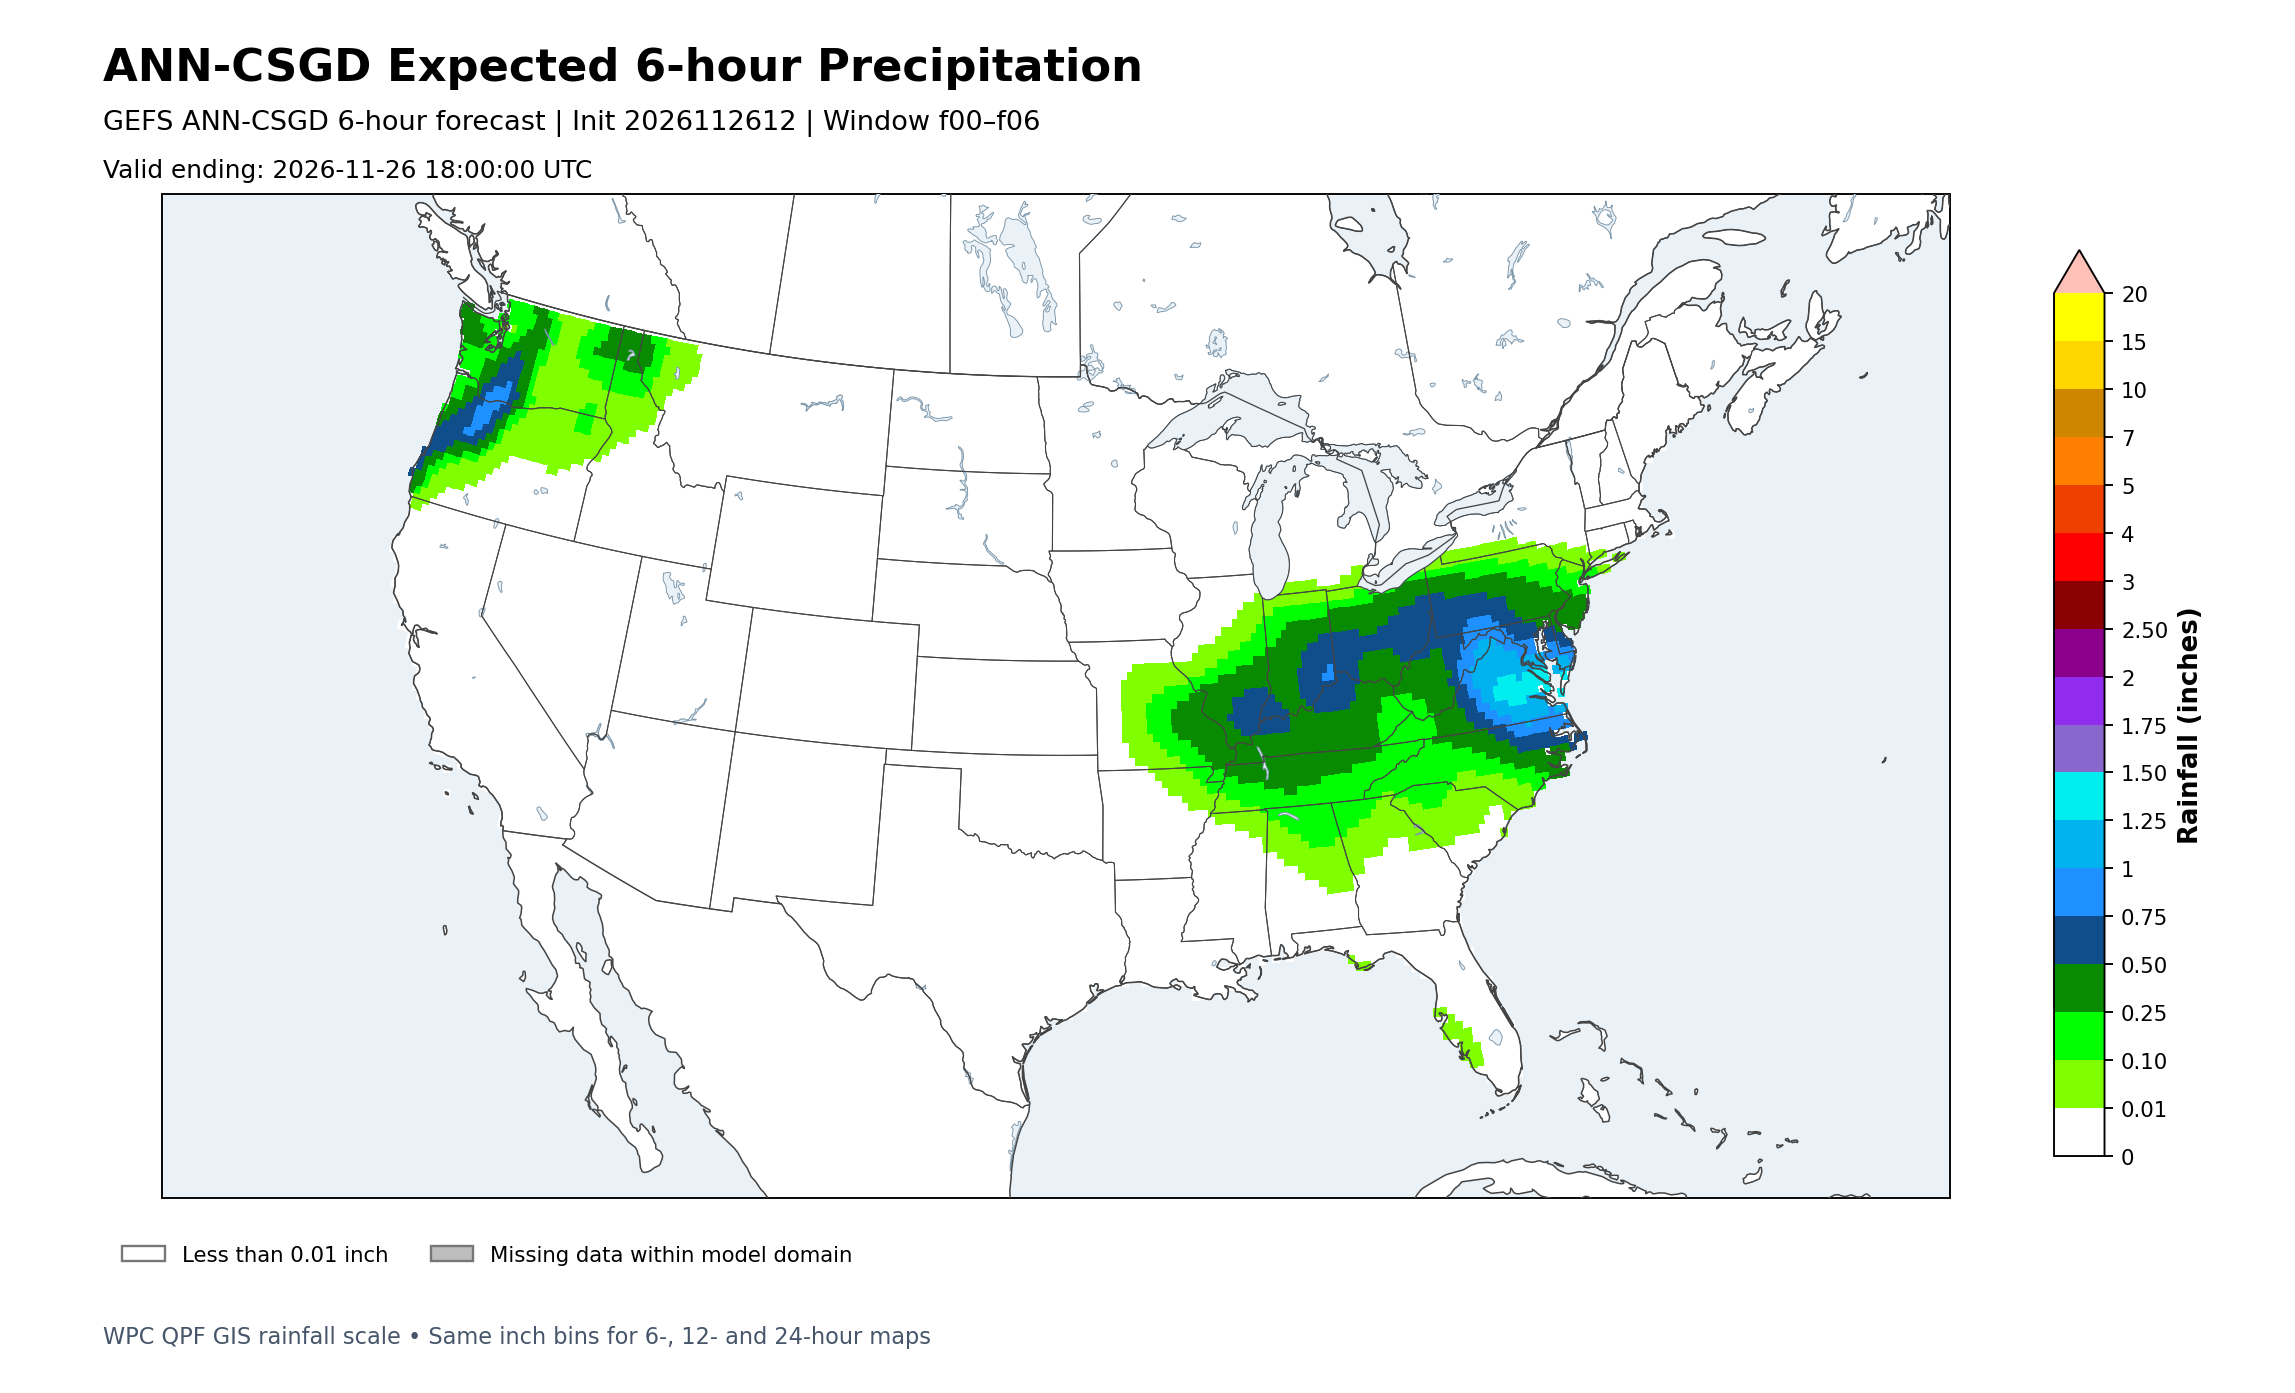 ANN-CSGD Expected 6-hour Precipitation
GEFS ANN-CSGD 6-hour forecast | Init 2026112612 | Window f00–f06
Valid ending: 2026-11-26 18:00:00 UTC
20
15
10
7
5
4
3
2.50
2
1.75
1.50
1.25
1
0.75
0.50
0.25
0.10
0.01
0
Rainfall (inches)
Less than 0.01 inch
Missing data within model domain
WPC QPF GIS rainfall scale • Same inch bins for 6-, 12- and 24-hour maps